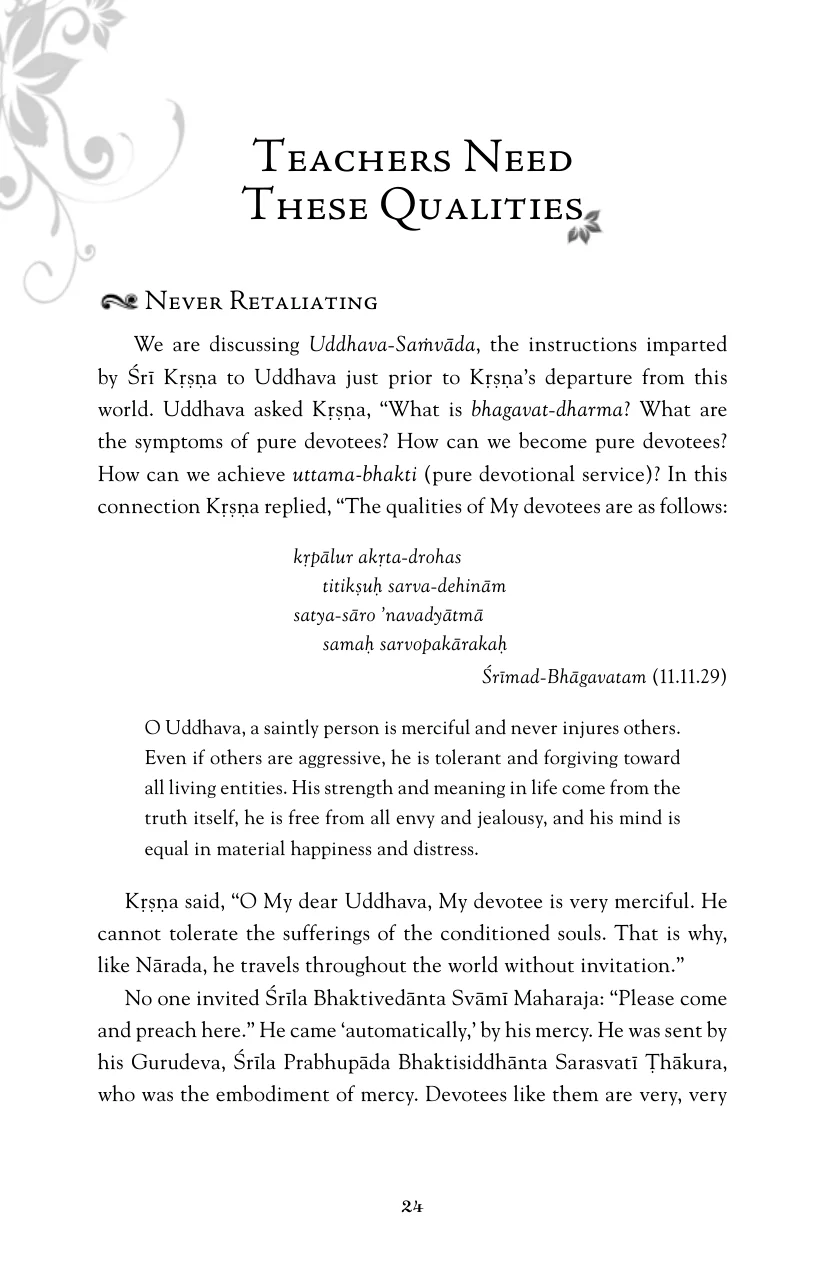 Teachers Need
These Qualities
Never Retaliating
We are discussing Uddhava-Saṁvāda, the instructions imparted
by Śrī Kṛṣṇa to Uddhava just prior to Kṛṣṇa’s departure from this
world. Uddhava asked Kṛṣṇa, “What is bhagavat-dharma? What are
the symptoms of pure devotees? How can we become pure devotees?
How can we achieve uttama-bhakti (pure devotional service)? In this
connection Kṛṣṇa replied, “The qualities of My devotees are as follows:
kṛpālur akṛta-drohas
titikṣuḥ sarva-dehinām
satya-sāro ’navadyātmā
samaḥ sarvopakārakaḥ
Śrīmad-Bhāgavatam (11.11.29)
O Uddhava, a saintly person is merciful and never injures others.
Even if others are aggressive, he is tolerant and forgiving toward
all living entities. His strength and meaning in life come from the
truth itself, he is free from all envy and jealousy, and his mind is
equal in material happiness and distress.
Kṛṣṇa said, “O My dear Uddhava, My devotee is very merciful. He
cannot tolerate the sufferings of the conditioned souls. That is why,
like Nārada, he travels throughout the world without invitation.”
No one invited Śrīla Bhaktivedānta Svāmī Maharaja: “Please come
and preach here.” He came ‘automatically,’ by his mercy. He was sent by
his Gurudeva, Śrīla Prabhupāda Bhaktisiddhānta Sarasvatī Ṭhākura,
who was the embodiment of mercy. Devotees like them are very, very
24